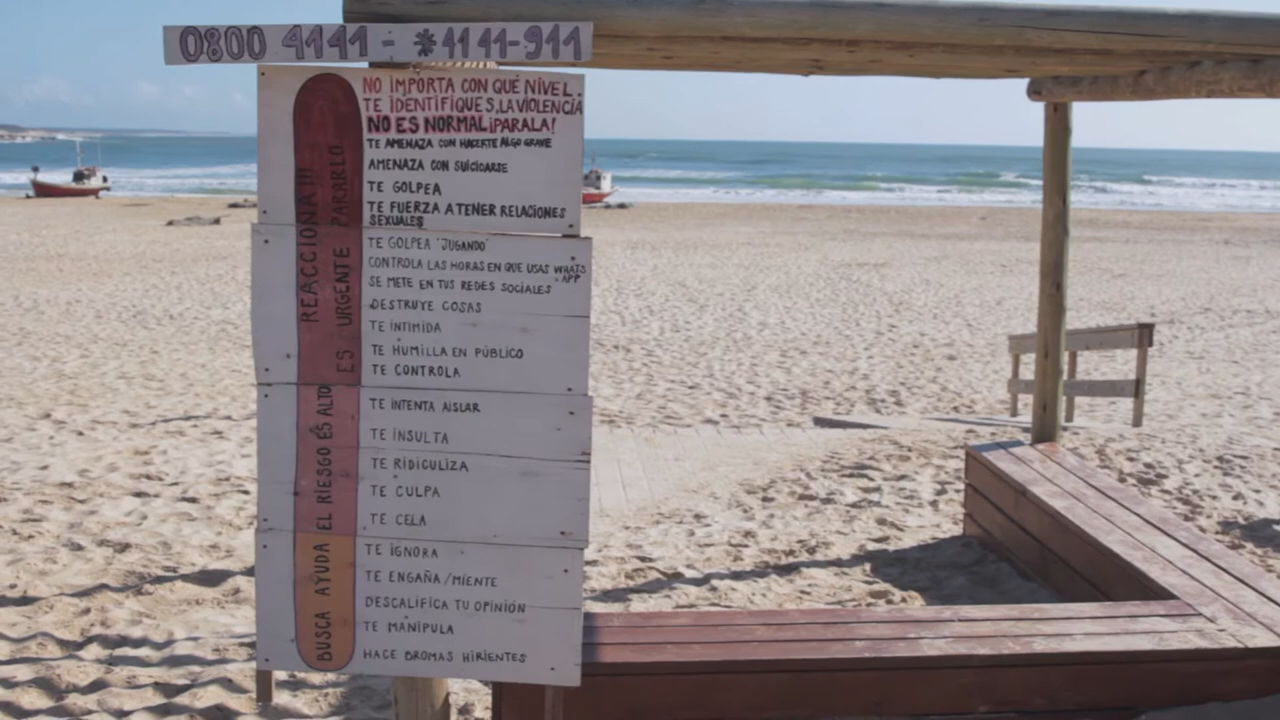 0800 4141 - *4141-911
NO IMPORTA CON QUÉ NIVEL.
TE IDENTIFIQUES, LA VIOLENCIA
NO ES NORMAL ¡PARALA!
TE AMENAZA CON HACERTE ALGO GRAVE
AMENAZA CON SUICIDARSE
TE GOLPEA
TE FUERZA A TENER RELACIONES
SEXUALES
TE GOLPEA "JUGANDO"
CONTROLA LAS HORAS EN QUE USAS WHATS
APP
SE METE EN TUS REDES SOCIALES
DESTRUYE COSAS
TE INTIMIDA
TE HUMILLA EN PÚBLICO
TE CONTROLA
TE INTENTA AISLAR
TE INSULTA
TE RIDICULIZA
TE CULPA
TE CELA
TE IGNORA
TE ENGAÑA/MIENTE
DESCALIFICA TU OPINIÓN
TE MANIPULA
HACE BROMAS HIRIENTES
REACCIONA!!!
ES URGENTE PARARLO
EL RIESGO ES ALTO
BUSCA AYUDA